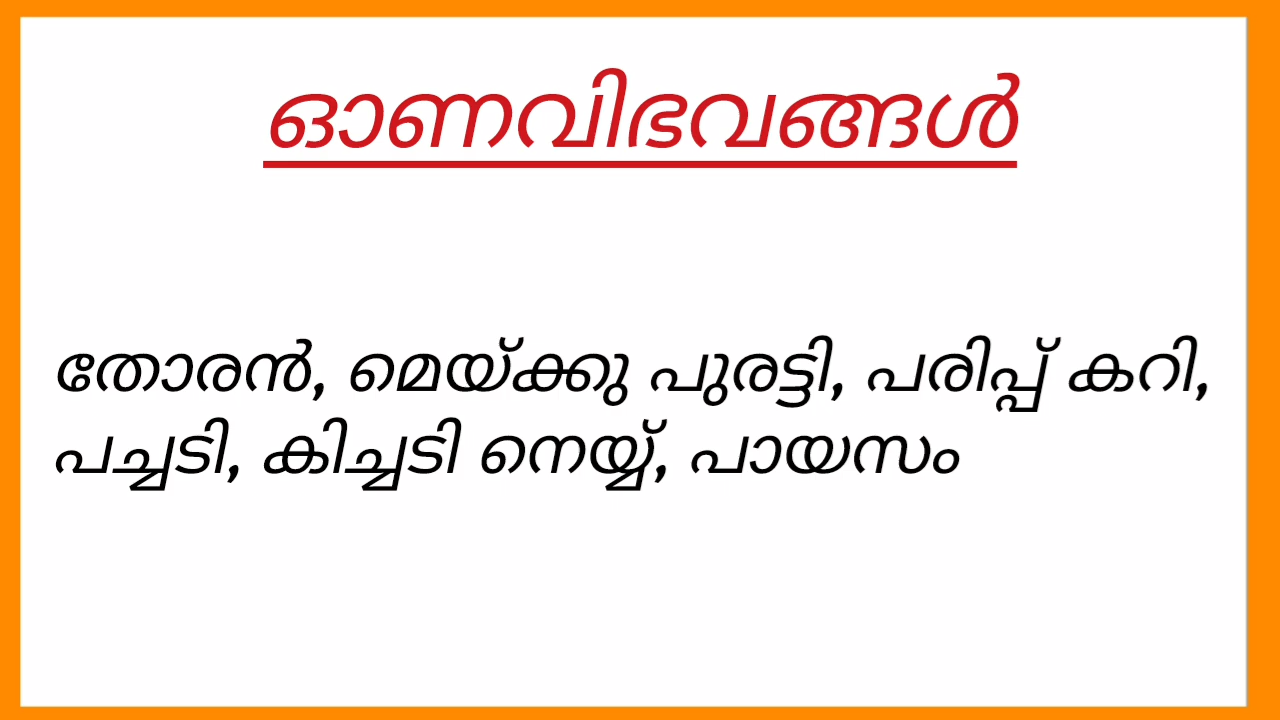 ഓണവിഭവങ്ങൾ
തോരൻ, മെയ്ക്കു പുരട്ടി, പരിപ്പ് കറി,
പച്ചടി, കിച്ചടി നെയ്യ്, പായസം